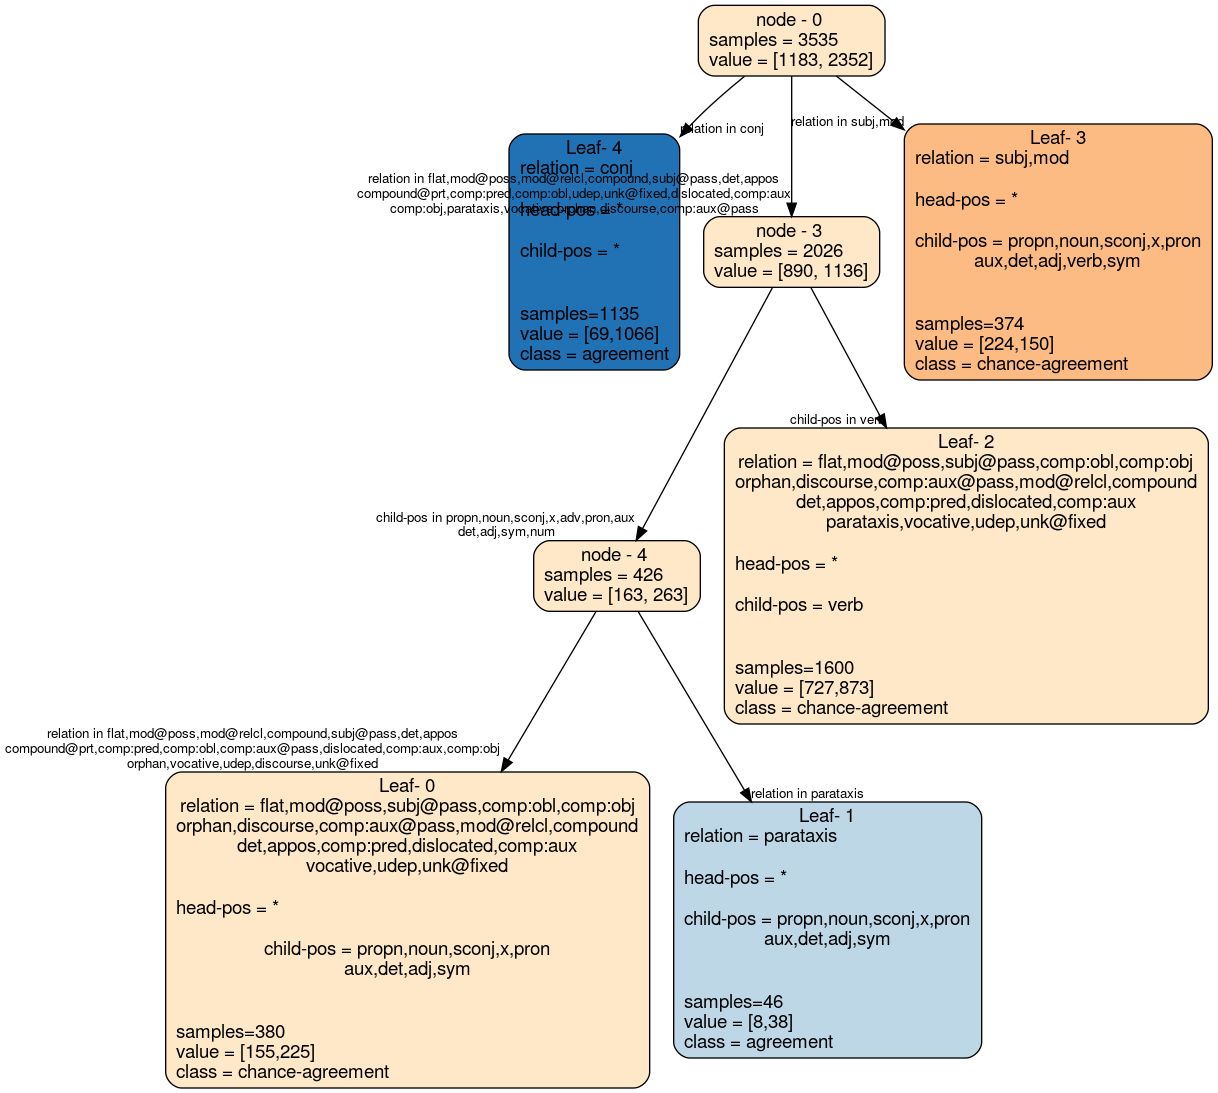 node - 0
samples = 3535
value = [1183, 2352]
relation in conj
relation in subj,mod
Leaf- 4
relation = conj
head-pos = *
child-pos = *
samples=1135
value = [69,1066]
class = agreement
relation in flat,mod@poss,mod@relcl,compound,subj@pass,det,appos
compound@prt,comp:pred,comp:obl,udep,unk@fixed,dislocated,comp:aux
comp:obj,parataxis,vocative,orphan,discourse,comp:aux@pass
node - 3
samples = 2026
value = [890, 1136]
Leaf- 3
relation = subj,mod
head-pos = *
child-pos = propn,noun,sconj,x,pron
aux,det,adj,verb,sym
samples=374
value = [224,150]
class = chance-agreement
child-pos in verb
Leaf- 2
relation = flat,mod@poss,subj@pass,comp:obl,comp:obj
orphan,discourse,comp:aux@pass,mod@relcl,compound
det,appos,comp:pred,dislocated,comp:aux
parataxis,vocative,udep,unk@fixed
head-pos = *
child-pos = verb
samples=1600
value = [727,873]
class = chance-agreement
child-pos in propn,noun,sconj,x,adv,pron,aux
det,adj,sym,num
node - 4
samples = 426
value = [163, 263]
relation in flat,mod@poss,mod@relcl,compound,subj@pass,det,appos
compound@prt,comp:pred,comp:obl,comp:aux@pass,dislocated,comp:aux,comp:obj
orphan,vocative,udep,discourse,unk@fixed
Leaf- 0
relation = flat,mod@poss,subj@pass,comp:obl,comp:obj
orphan,discourse,comp:aux@pass,mod@relcl,compound
det,appos,comp:pred,dislocated,comp:aux
vocative,udep,unk@fixed
head-pos = *
child-pos = propn,noun,sconj,x,pron
aux,det,adj,sym
samples=380
value = [155,225]
class = chance-agreement
relation in parataxis
Leaf- 1
relation = parataxis
head-pos = *
child-pos = propn,noun,sconj,x,pron
aux,det,adj,sym
samples=46
value = [8,38]
class = agreement